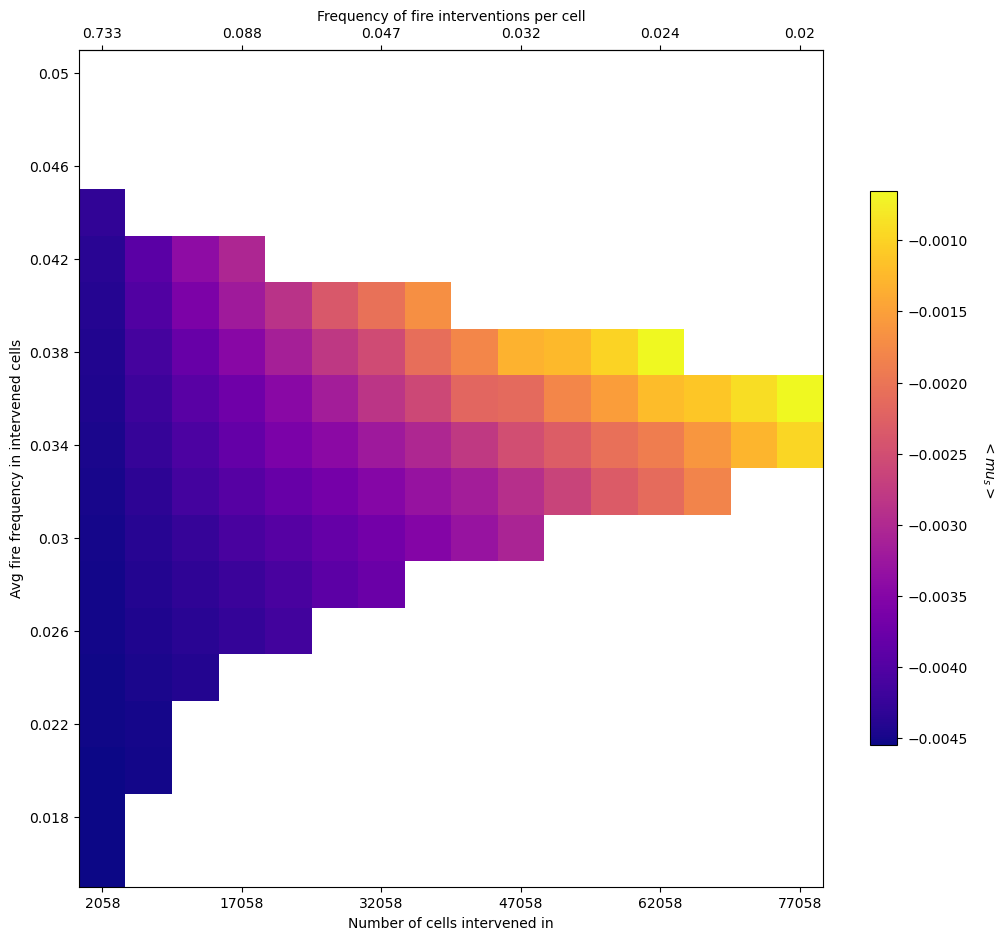 Frequency of fire interventions per cell
0.733 0.088 0.047 0.032 0.024 0.02
0.05
0.046
0.042
0.038
0.034
0.03
0.026
0.022
0.018
Avg fire frequency in intervened cells
2058 17058 32058 47058 62058 77058
Number of cells intervened in
−0.0010
−0.0015
−0.0020
−0.0025
−0.0030
−0.0035
−0.0040
−0.0045
< mu_s >